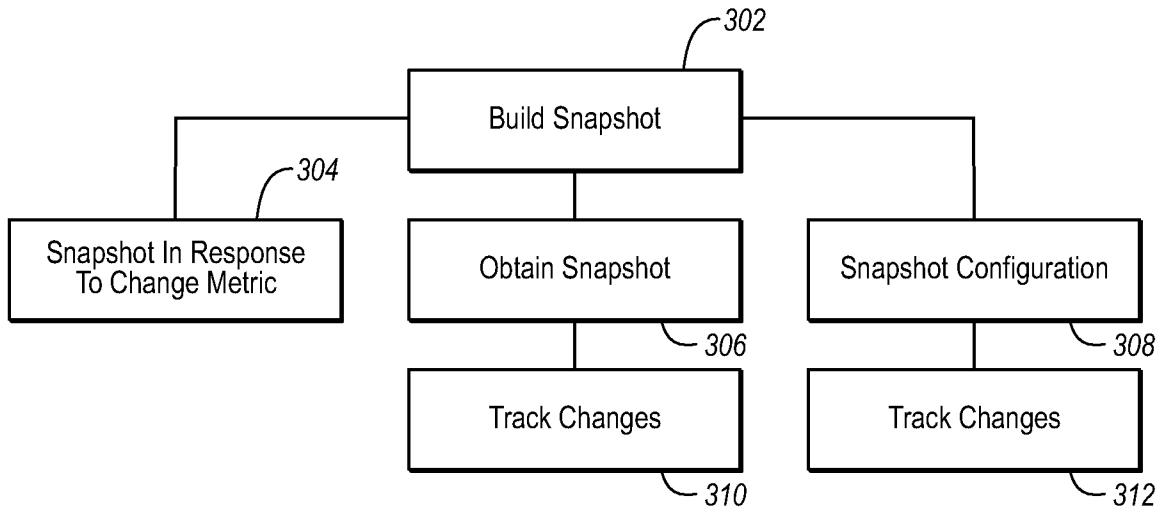 302
Build Snapshot
304
Snapshot In Response
To Change Metric
Obtain Snapshot
Snapshot Configuration
306
308
Track Changes
Track Changes
310
312